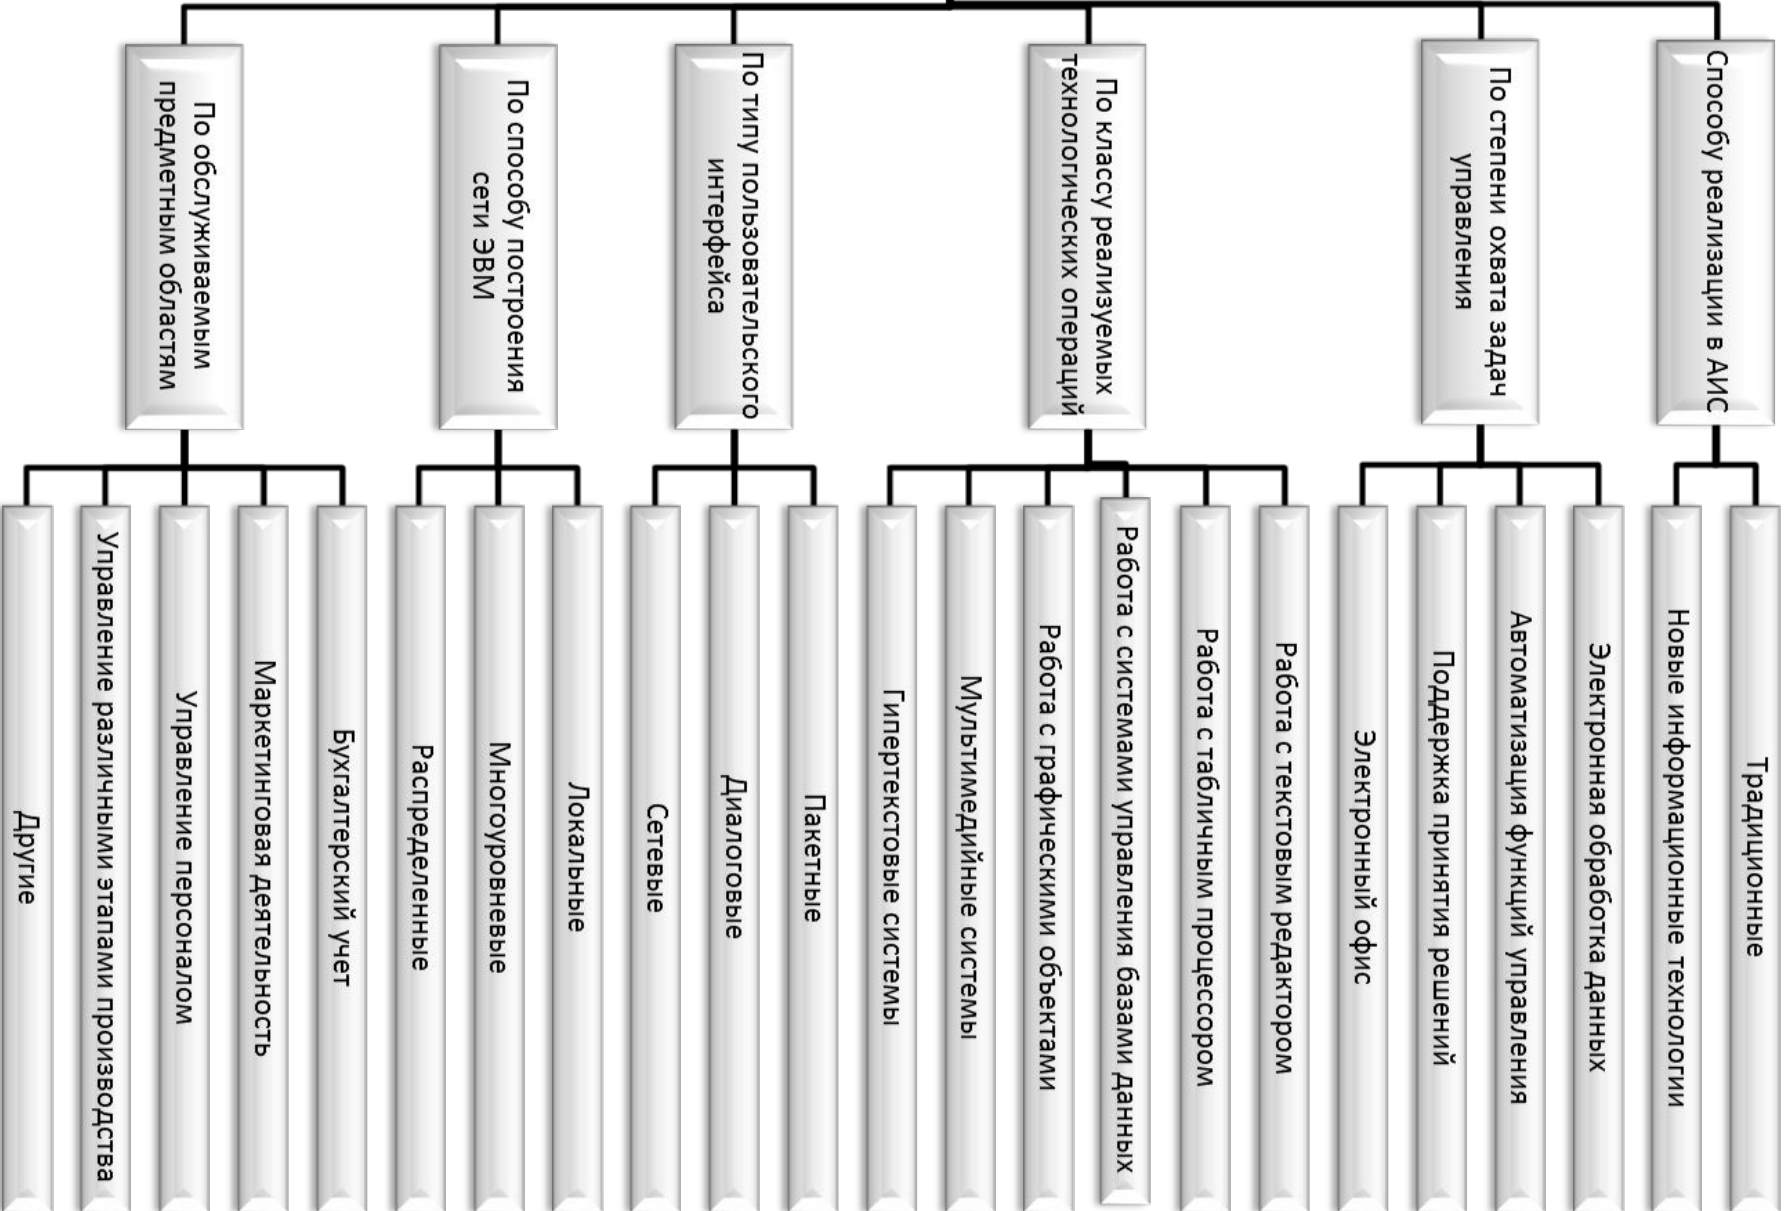 Способу реализации в АИС
Традиционные
Новые информационные технологии
По степени охвата задач
управления
Электронная обработка данных
Автоматизация функций управления
Поддержка принятия решений
Электронный офис
По классу реализуемых
технологических операций
Работа с текстовым редактором
Работа с табличным процессором
Работа с системами управления базами данных
Работа с графическими объектами
Мультимедийные системы
Гипертекстовые системы
По типу пользовательского
интерфейса
Пакетные
Диалоговые
Сетевые
По способу построения
сети ЭВМ
Локальные
Многоуровневые
Распределенные
По обслуживаемым
предметным областям
Бухгалтерский учет
Маркетинговая деятельность
Управление персоналом
Управление различными этапами производства
Другие